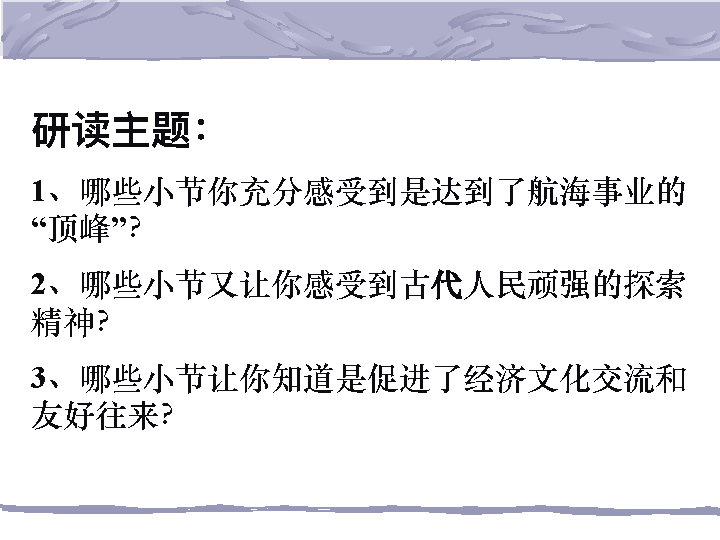 研读主题：
1、哪些小节你充分感受到是达到了航海事业的
“顶峰”？
2、哪些小节又让你感受到古代人民顽强的探索
精神？
3、哪些小节让你知道是促进了经济文化交流和
友好往来？